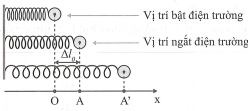 Vị trí bật điện trường
Vị trí ngắt điện trường
Δl₀
O A A' x